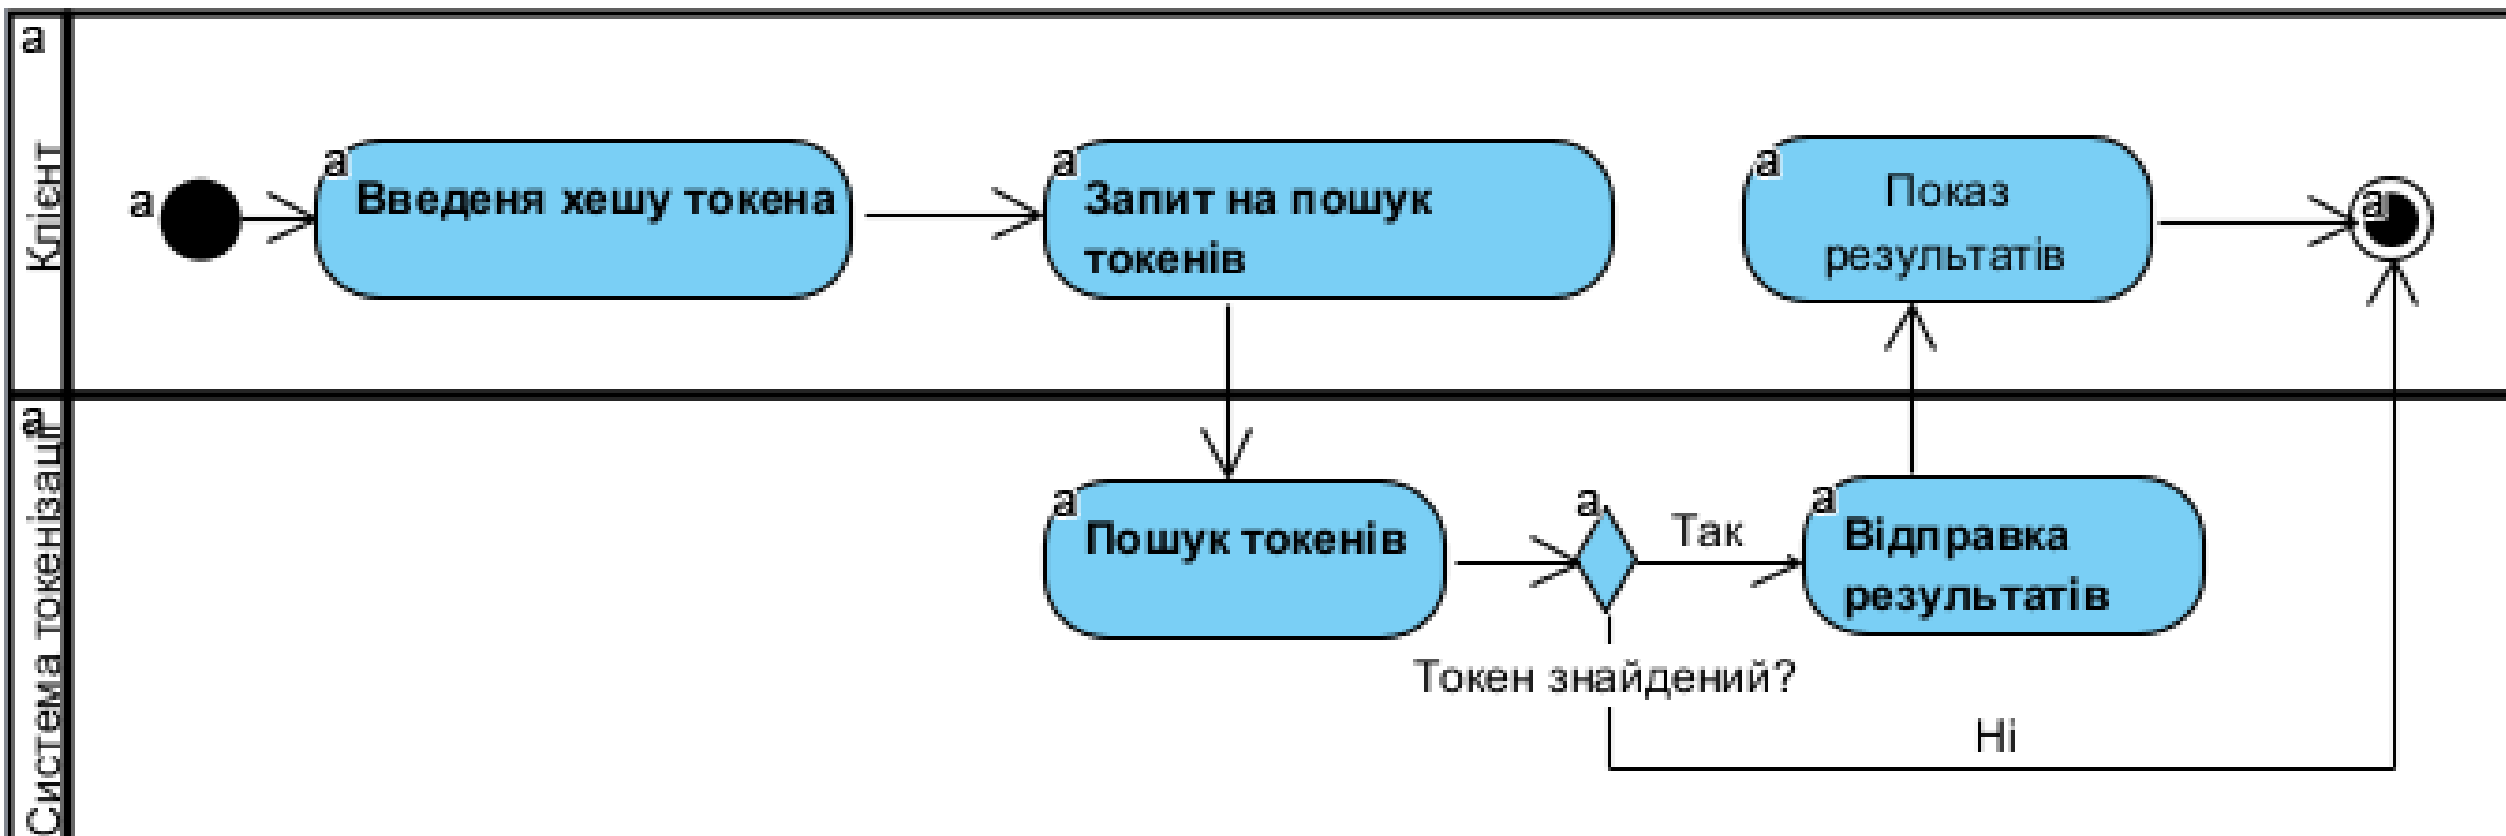 a
Клієнт
a
a
Введеня хешу токена
a
Запит на пошук
токенів
a
Показ
результатів
a
a
Система токенізації
a
Пошук токенів
a
Так
a
Відправка
результатів
Токен знайдений?
Ні